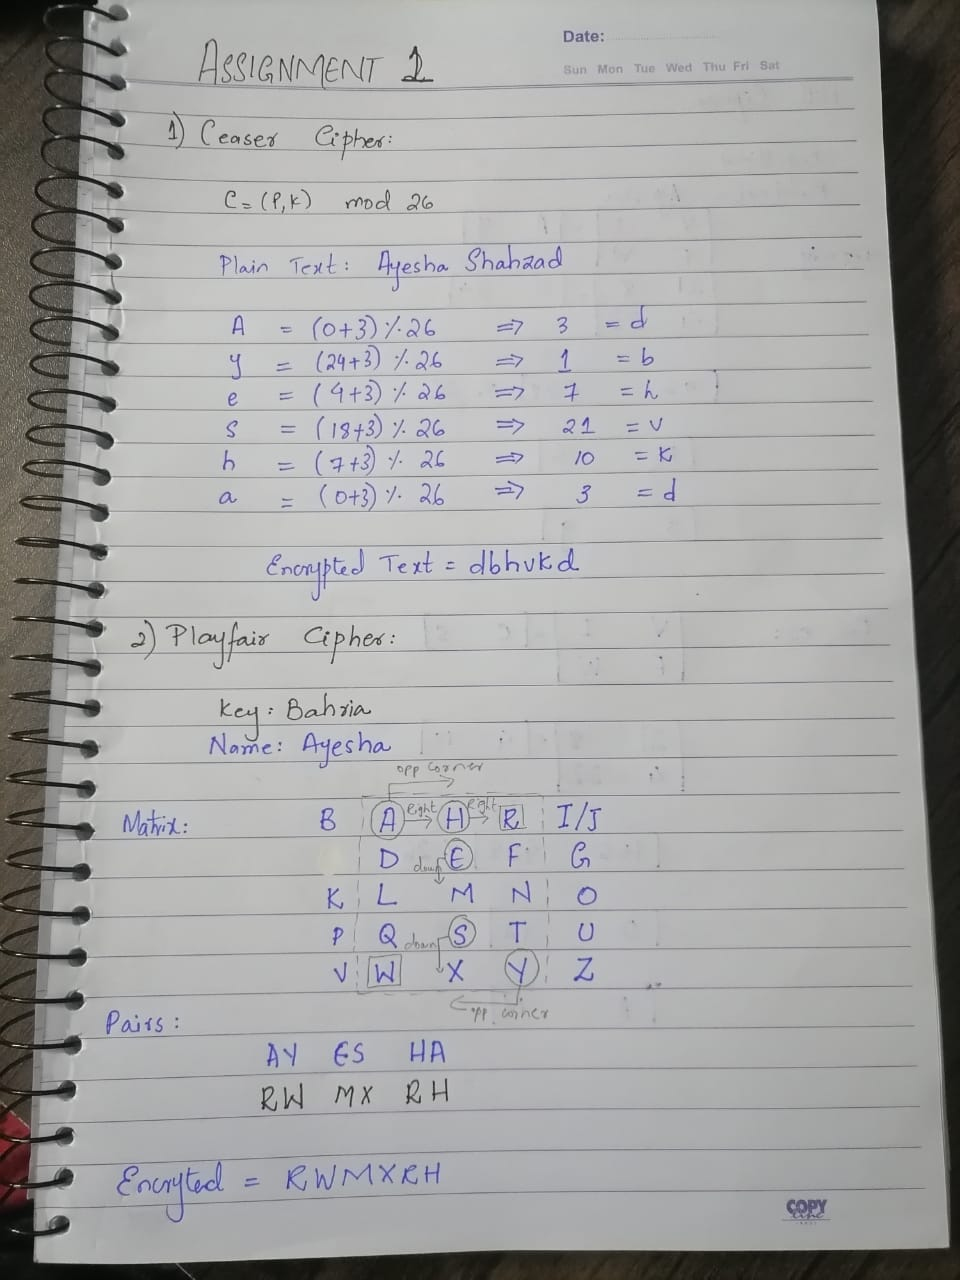 Date:
Sun Mon Tue Wed Thu Fri Sat
ASSIGNMENT 1
1) Ceaser Cipher:
C = (P,K) mod 26
Plain Text: Ayesha Shahzad
A = (0+3) % 26 => 3 = d
y = (24+3) % 26 => 1 = b
e = (4+3) % 26 => 7 = h
s = (18+3) % 26 => 21 = v
h = (7+3) % 26 => 10 = k
a = (0+3) % 26 => 3 = d
Encrypted Text = dbhvkd
2) Playfair Cipher:
Key: Bahria
Name: Ayesha
opp corner
Matrix: B A Right H Right R I/J
D down E F G
K L M N O
P Q down S T U
V W X Y Z
opp corner
Pairs:
AY ES HA
RW MX RH
Encryted = RWMXRH
COPY